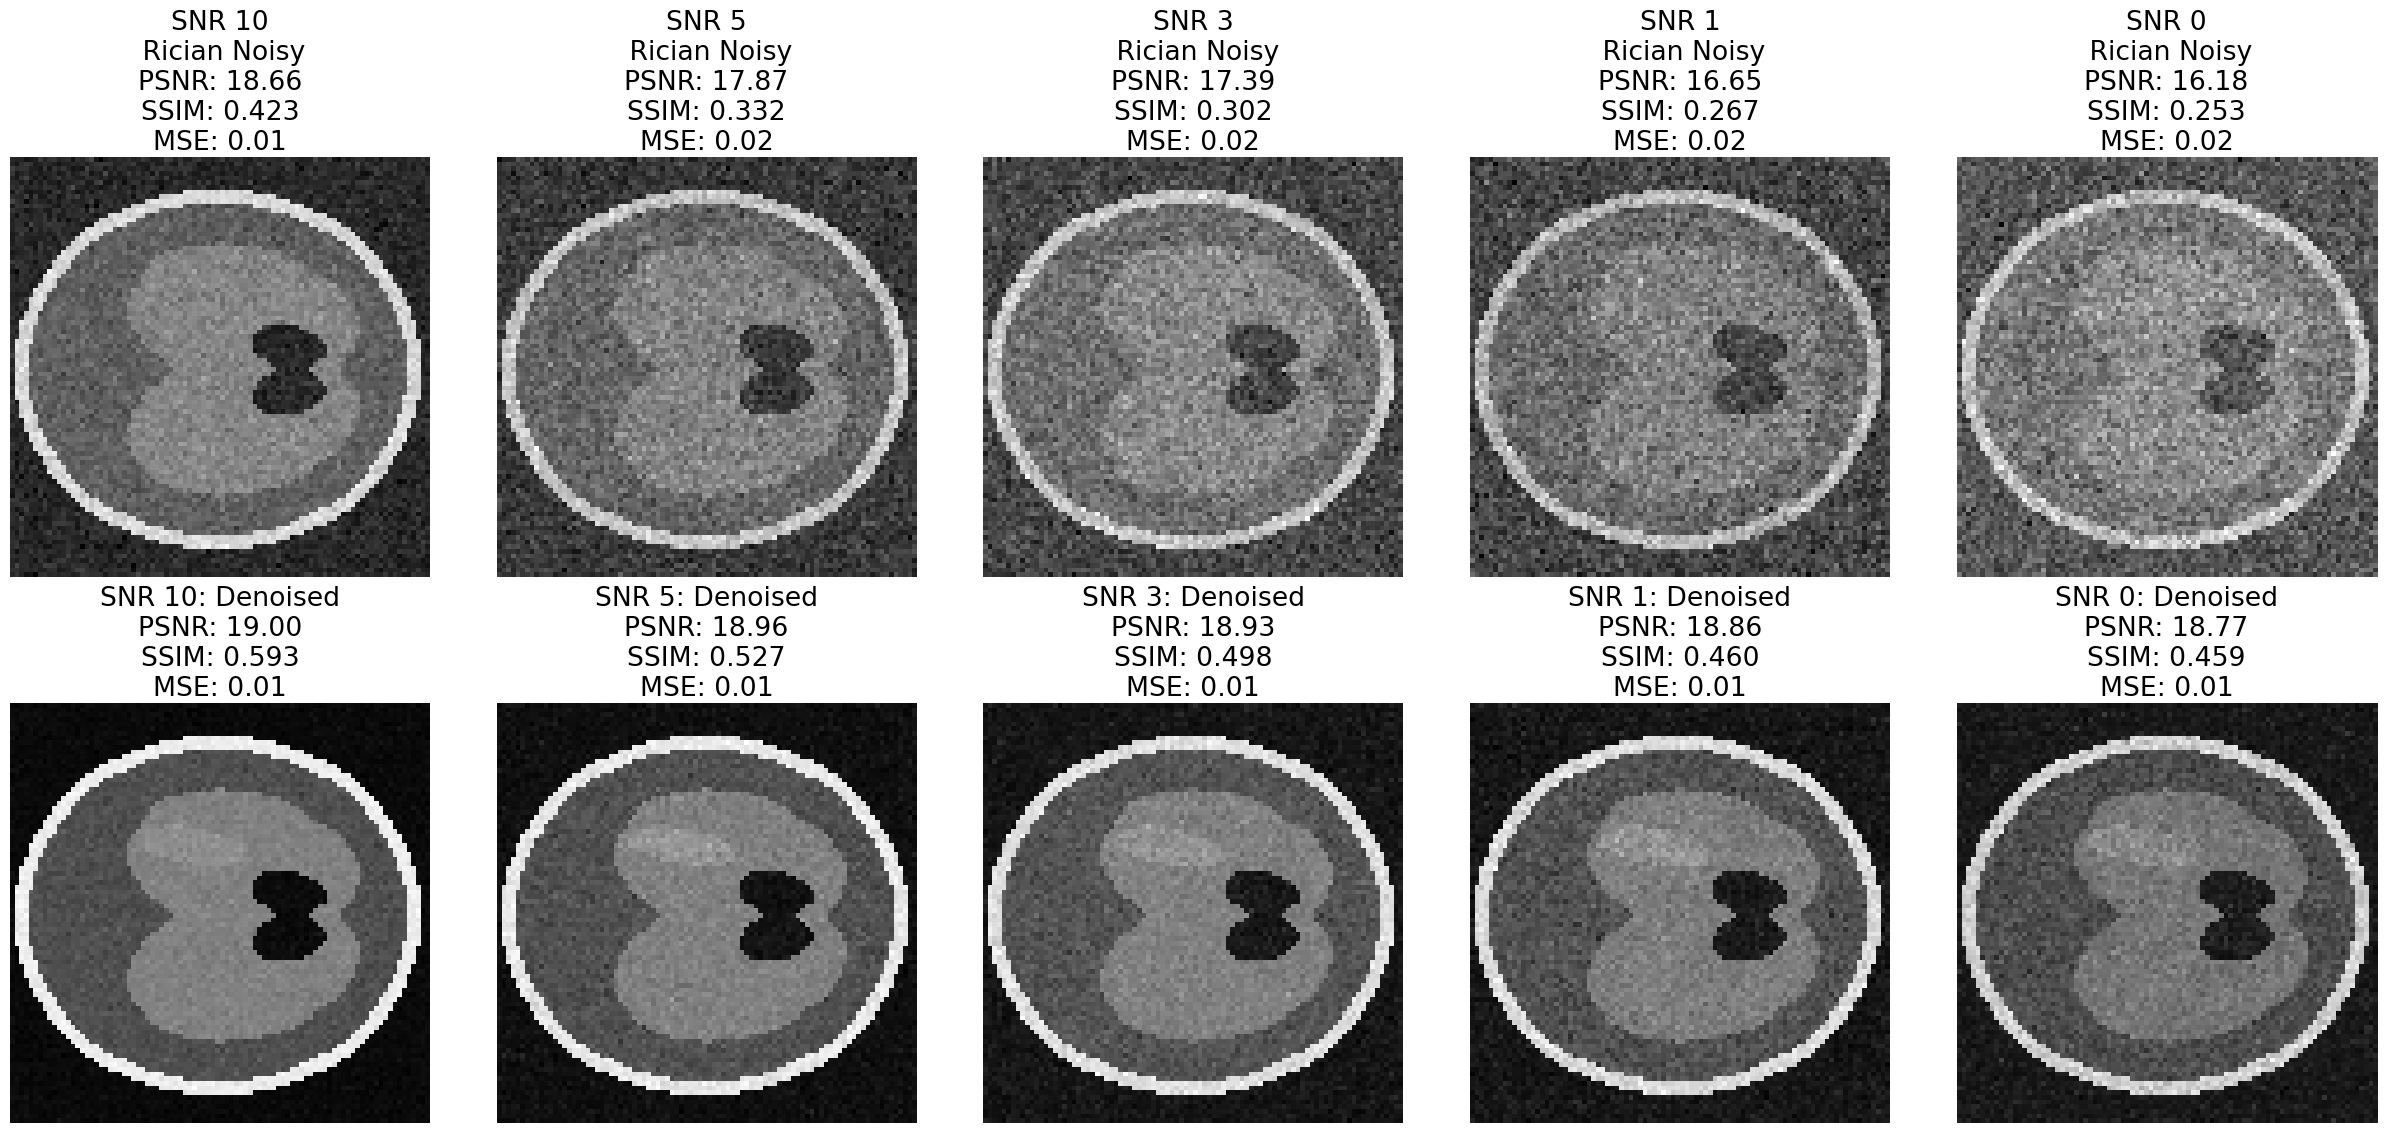 SNR 10
Rician Noisy
PSNR: 18.66
SSIM: 0.423
MSE: 0.01
SNR 5
Rician Noisy
PSNR: 17.87
SSIM: 0.332
MSE: 0.02
SNR 3
Rician Noisy
PSNR: 17.39
SSIM: 0.302
MSE: 0.02
SNR 1
Rician Noisy
PSNR: 16.65
SSIM: 0.267
MSE: 0.02
SNR 0
Rician Noisy
PSNR: 16.18
SSIM: 0.253
MSE: 0.02
SNR 10: Denoised
PSNR: 19.00
SSIM: 0.593
MSE: 0.01
SNR 5: Denoised
PSNR: 18.96
SSIM: 0.527
MSE: 0.01
SNR 3: Denoised
PSNR: 18.93
SSIM: 0.498
MSE: 0.01
SNR 1: Denoised
PSNR: 18.86
SSIM: 0.460
MSE: 0.01
SNR 0: Denoised
PSNR: 18.77
SSIM: 0.459
MSE: 0.01